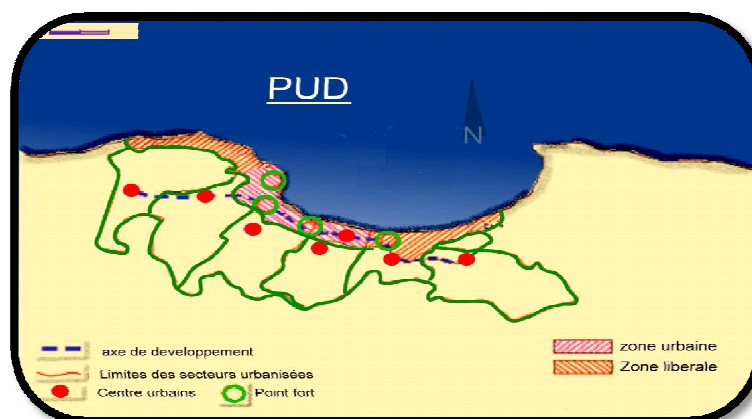 PUD
N
axe de developpement
zone urbaine
Limites des secteurs urbanisées
Zone liberale
Centre urbains
Point fort